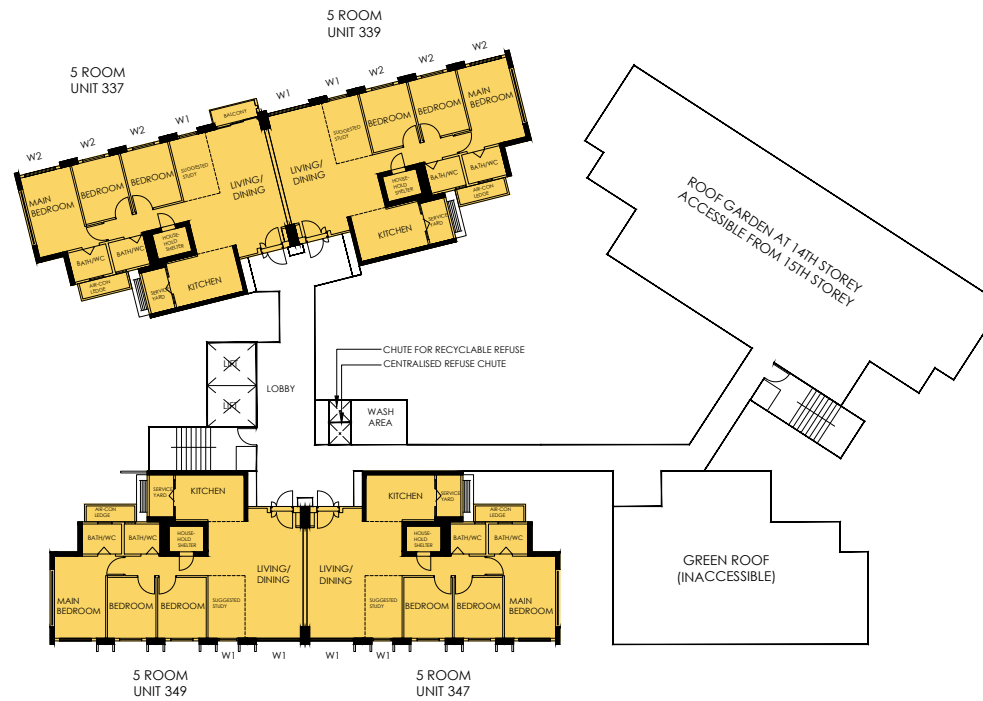 5 ROOM
UNIT 339
5 ROOM
UNIT 337
W2
W2
W1
W2
W1
W2
W2
W1
W2
W2
BALCONY
MAIN
BEDROOM
BEDROOM
BEDROOM
SUGGESTED
STUDY
LIVING/
DINING
LIVING/
DINING
SUGGESTED
STUDY
BEDROOM
BEDROOM
MAIN
BEDROOM
BATH/WC
BATH/WC
HOUSE-
HOLD
SHELTER
HOUSE-
HOLD
SHELTER
BATH/WC
BATH/WC
AIR-CON
LEDGE
AIR-CON
LEDGE
SERVICE
YARD
KITCHEN
KITCHEN
SERVICE
YARD
ROOF GARDEN AT 14TH STOREY
ACCESSIBLE FROM 15TH STOREY
LIFT
LIFT
LOBBY
CHUTE FOR RECYCLABLE REFUSE
CENTRALISED REFUSE CHUTE
WASH
AREA
SERVICE
YARD
KITCHEN
KITCHEN
SERVICE
YARD
AIR-CON
LEDGE
AIR-CON
LEDGE
BATH/WC
BATH/WC
HOUSE-
HOLD
SHELTER
HOUSE-
HOLD
SHELTER
BATH/WC
BATH/WC
LIVING/
DINING
LIVING/
DINING
MAIN
BEDROOM
BEDROOM
BEDROOM
SUGGESTED
STUDY
SUGGESTED
STUDY
BEDROOM
BEDROOM
MAIN
BEDROOM
GREEN ROOF
(INACCESSIBLE)
W1
W1
W1
W1
5 ROOM
UNIT 349
5 ROOM
UNIT 347